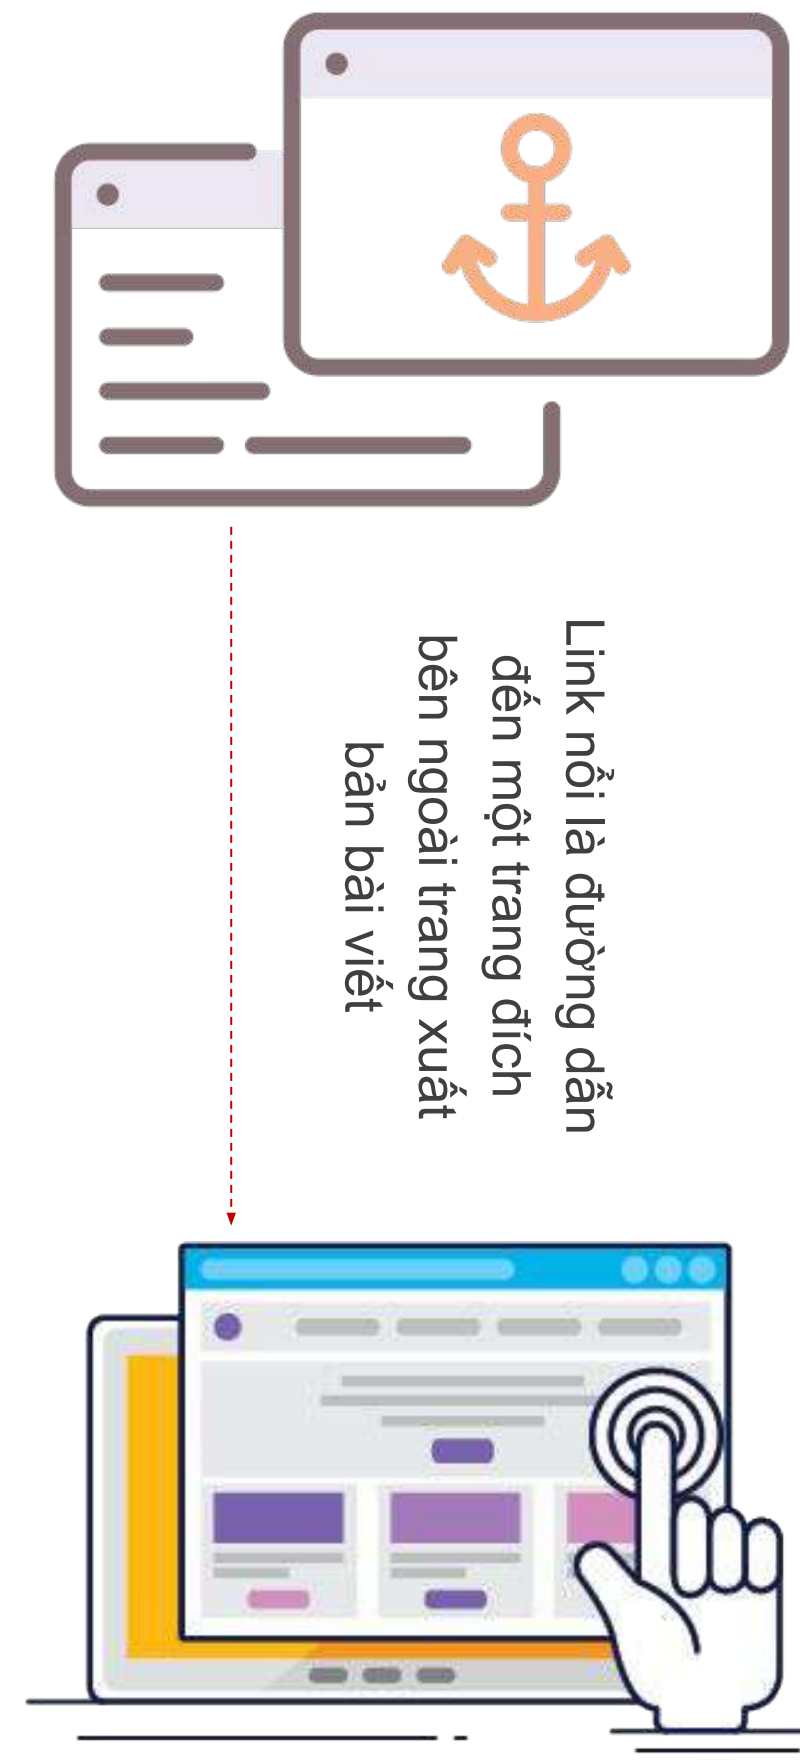 Link nổi là đường dẫn
đến một trang đích
bên ngoài trang xuất
bản bài viết